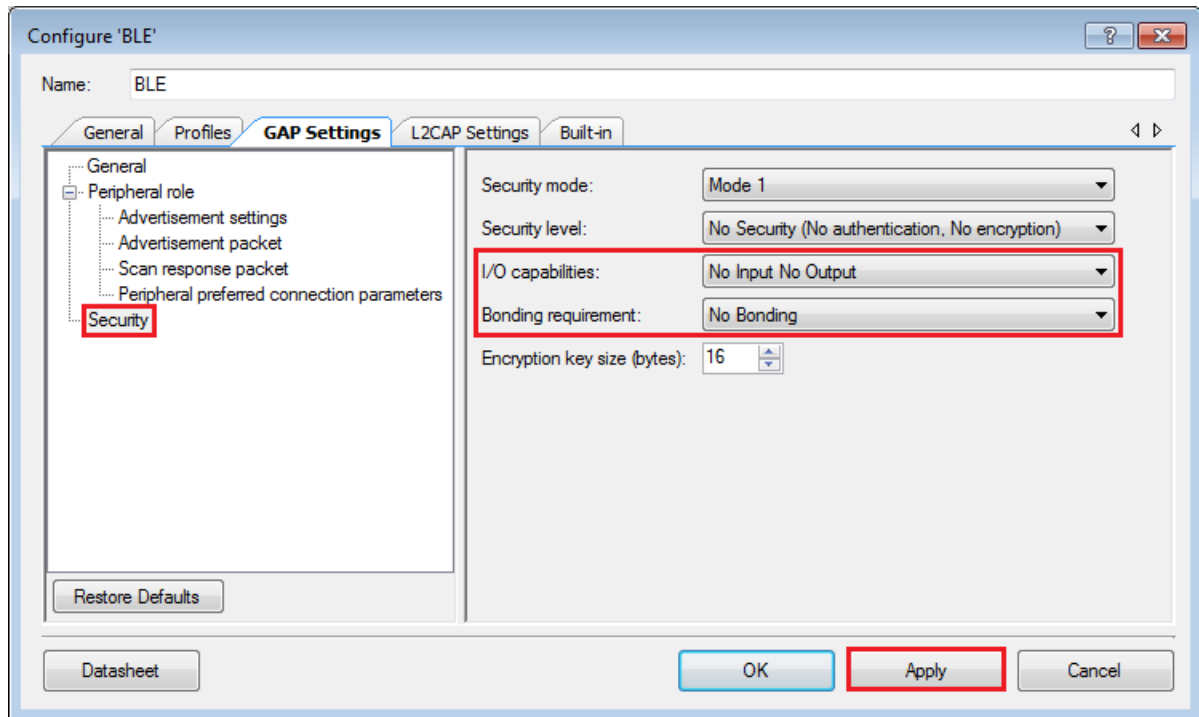 Configure 'BLE'
Name: BLE
General Profiles GAP Settings L2CAP Settings Built-in
General
Peripheral role
Advertisement settings
Advertisement packet
Scan response packet
Peripheral preferred connection parameters
Security
Security mode: Mode 1
Security level: No Security (No authentication, No encryption)
I/O capabilities: No Input No Output
Bonding requirement: No Bonding
Encryption key size (bytes): 16
Restore Defaults
Datasheet OK Apply Cancel